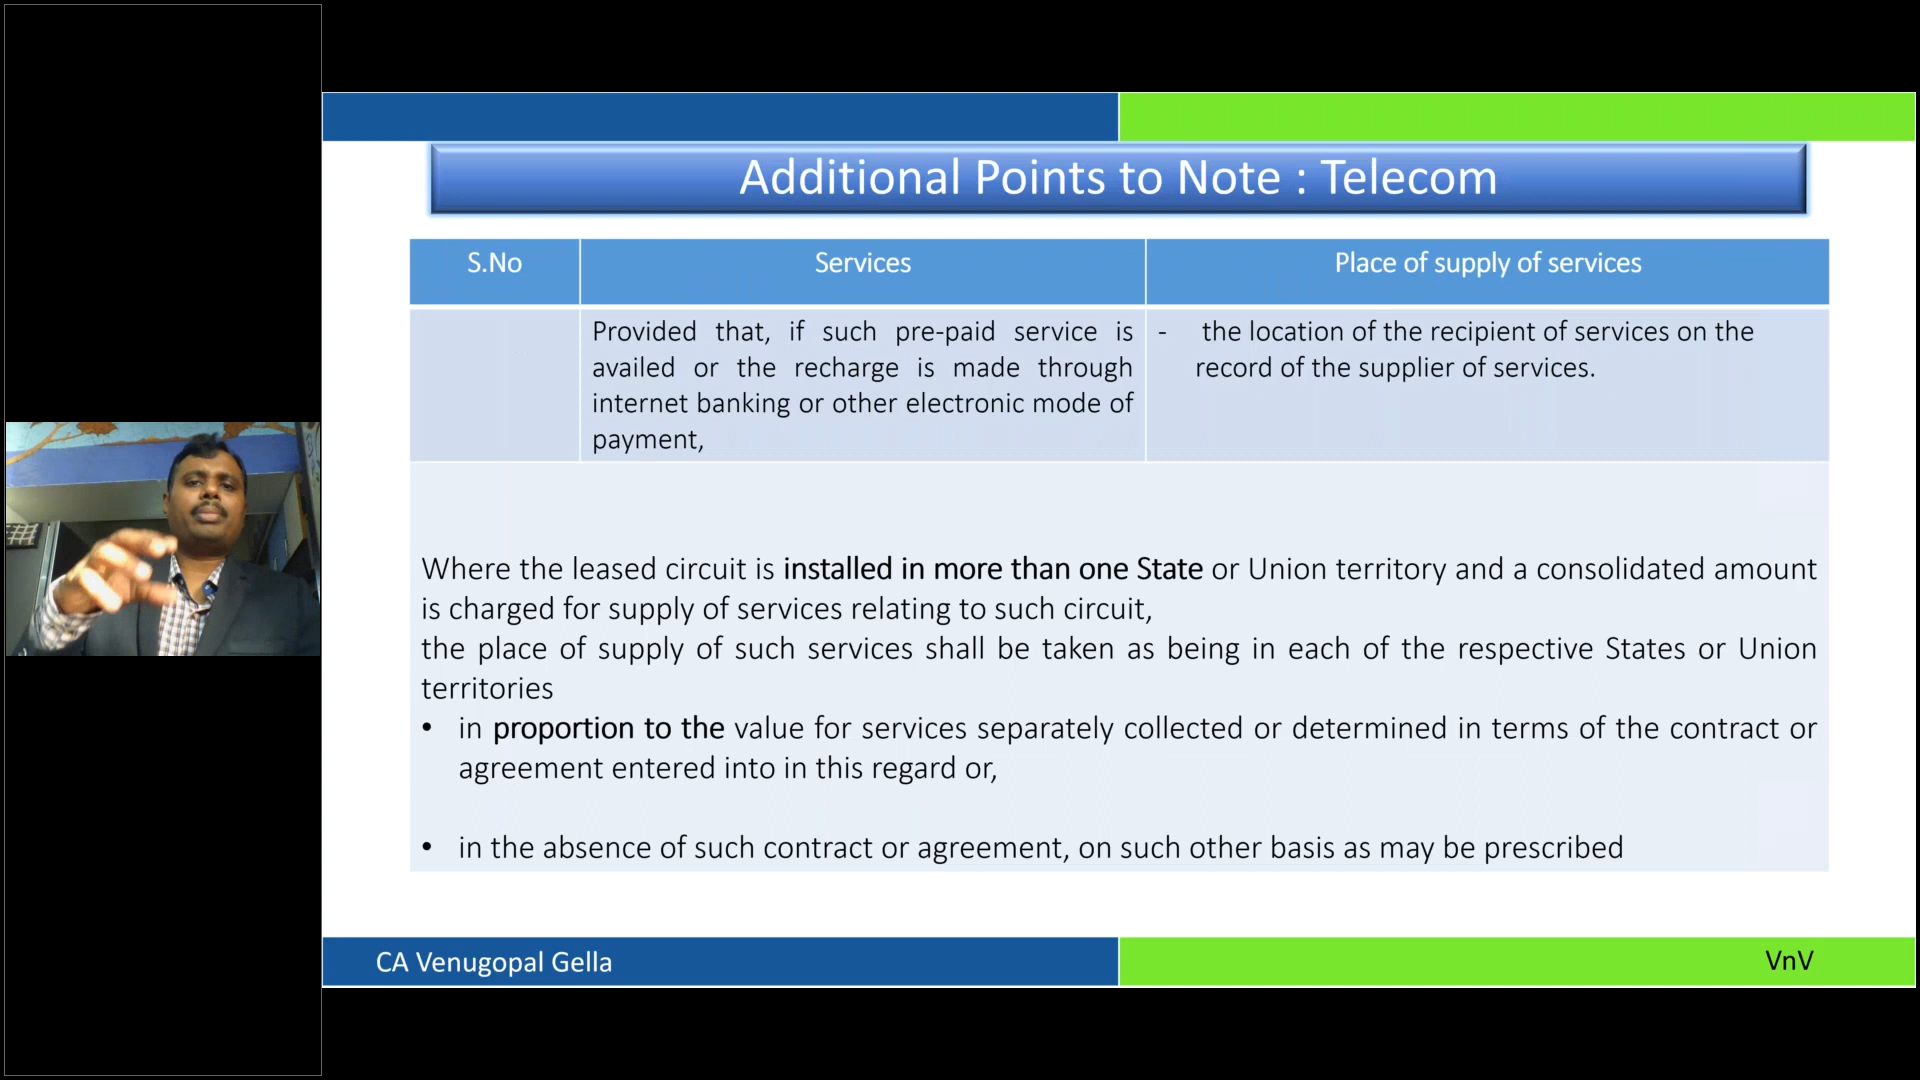 Additional Points to Note : Telecom
S.No
Services
Place of supply of services
Provided that, if such pre-paid service is
availed or the recharge is made through
internet banking or other electronic mode of
payment,
- the location of the recipient of services on the
record of the supplier of services.
Where the leased circuit is installed in more than one State or Union territory and a consolidated amount
is charged for supply of services relating to such circuit,
the place of supply of such services shall be taken as being in each of the respective States or Union
territories
• in proportion to the value for services separately collected or determined in terms of the contract or
agreement entered into in this regard or,
• in the absence of such contract or agreement, on such other basis as may be prescribed
CA Venugopal Gella
VnV